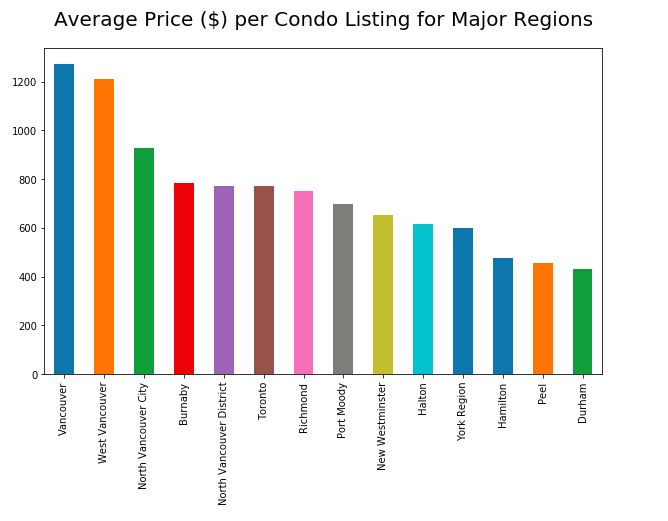 Average Price ($) per Condo Listing for Major Regions
1200
1000
800
600
400
200
0
Vancouver
West Vancouver
North Vancouver City
Burnaby
North Vancouver District
Toronto
Richmond
Port Moody
New Westminster
Halton
York Region
Hamilton
Peel
Durham